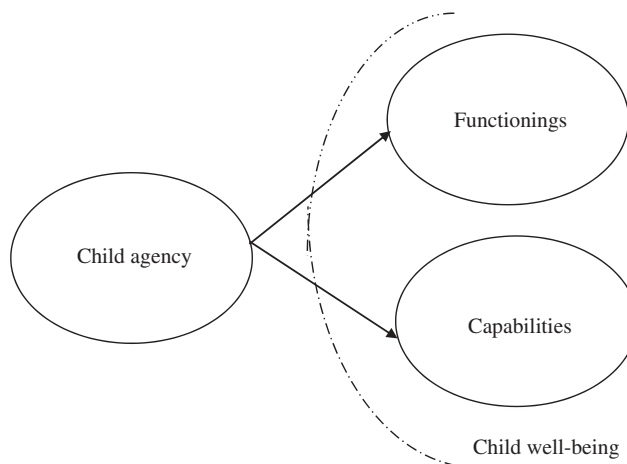 Functionings
Child agency
Capabilities
Child well-being